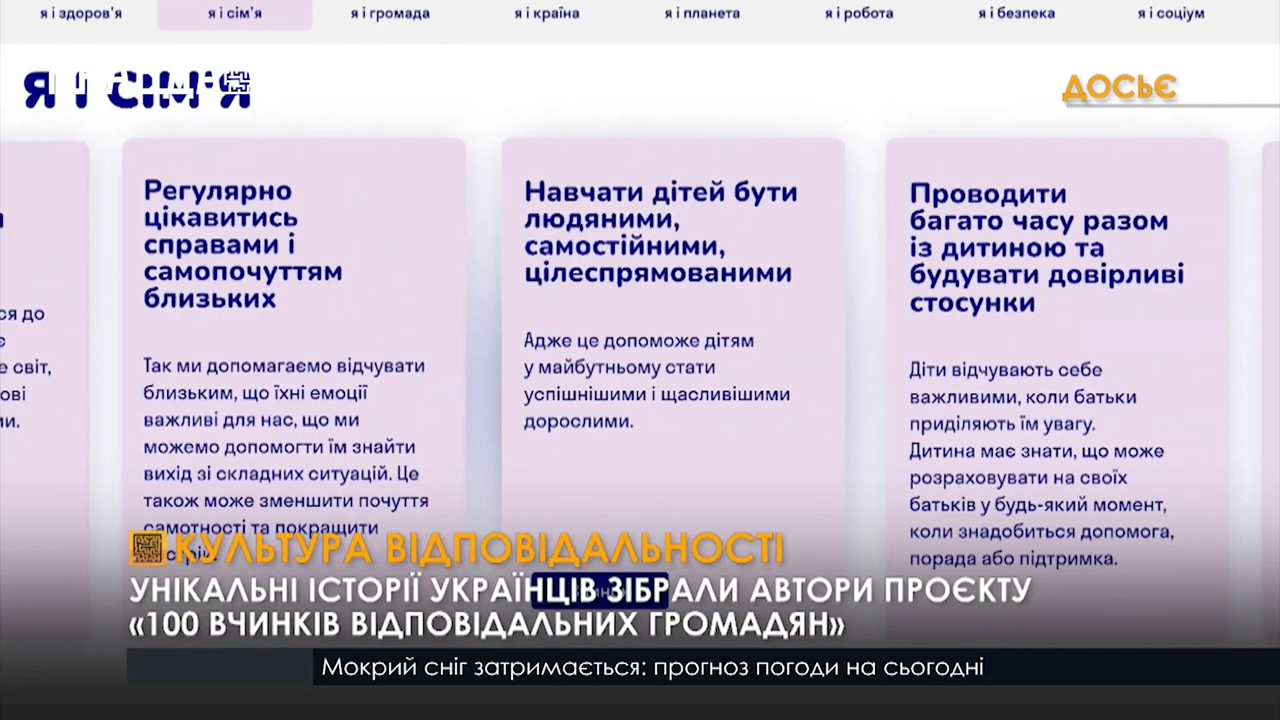 я і здоров'я
я і сім'я
я і громада
я і країна
я і планета
я і робота
я і безпека
я і соціум
Я І СІМ'Я
ДОСЬЄ
ся до
є
е світ,
ові
ми.
Регулярно
цікавитись
справами і
самопочуттям
близьких
Так ми допомагаємо відчувати
близьким, що їхні емоції
важливі для нас, що ми
можемо допомогти їм знайти
вихід зі складних ситуацій. Це
також може зменшити почуття
самотності та покращити
Навчати дітей бути
людяними,
самостійними,
цілеспрямованими
Адже це допоможе дітям
у майбутньому стати
успішнішими і щасливішими
дорослими.
Проводити
багато часу разом
із дитиною та
будувати довірливі
стосунки
Діти відчувають себе
важливими, коли батьки
приділяють їм увагу.
Дитина має знати, що може
розраховувати на своїх
батьків у будь-який момент,
коли знадобиться допомога,
порада або підтримка.
КУЛЬТУРА ВІДПОВІДАЛЬНОСТІ
УНІКАЛЬНІ ІСТОРІЇ УКРАЇНЦІВ ЗІБРАЛИ АВТОРИ ПРОЄКТУ
«100 ВЧИНКІВ ВІДПОВІДАЛЬНИХ ГРОМАДЯН»
Мокрий сніг затримається: прогноз погоди на сьогодні